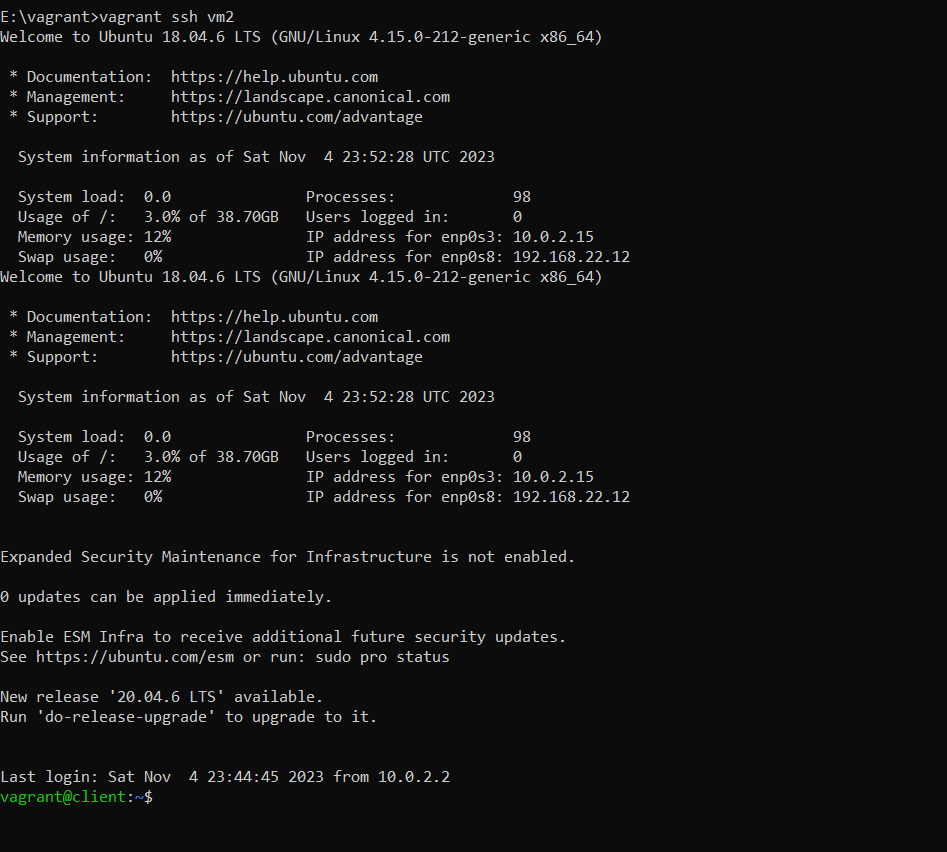 E:\vagrant>vagrant ssh vm2
Welcome to Ubuntu 18.04.6 LTS (GNU/Linux 4.15.0-212-generic x86_64)
 * Documentation:  https://help.ubuntu.com
 * Management:     https://landscape.canonical.com
 * Support:        https://ubuntu.com/advantage
  System information as of Sat Nov  4 23:52:28 UTC 2023
  System load:  0.0               Processes:             98
  Usage of /:   3.0% of 38.70GB   Users logged in:       0
  Memory usage: 12%               IP address for enp0s3: 10.0.2.15
  Swap usage:   0%                IP address for enp0s8: 192.168.22.12
Welcome to Ubuntu 18.04.6 LTS (GNU/Linux 4.15.0-212-generic x86_64)
 * Documentation:  https://help.ubuntu.com
 * Management:     https://landscape.canonical.com
 * Support:        https://ubuntu.com/advantage
  System information as of Sat Nov  4 23:52:28 UTC 2023
  System load:  0.0               Processes:             98
  Usage of /:   3.0% of 38.70GB   Users logged in:       0
  Memory usage: 12%               IP address for enp0s3: 10.0.2.15
  Swap usage:   0%                IP address for enp0s8: 192.168.22.12
Expanded Security Maintenance for Infrastructure is not enabled.
0 updates can be applied immediately.
Enable ESM Infra to receive additional future security updates.
See https://ubuntu.com/esm or run: sudo pro status
New release '20.04.6 LTS' available.
Run 'do-release-upgrade' to upgrade to it.
Last login: Sat Nov  4 23:44:45 2023 from 10.0.2.2
vagrant@client:~$